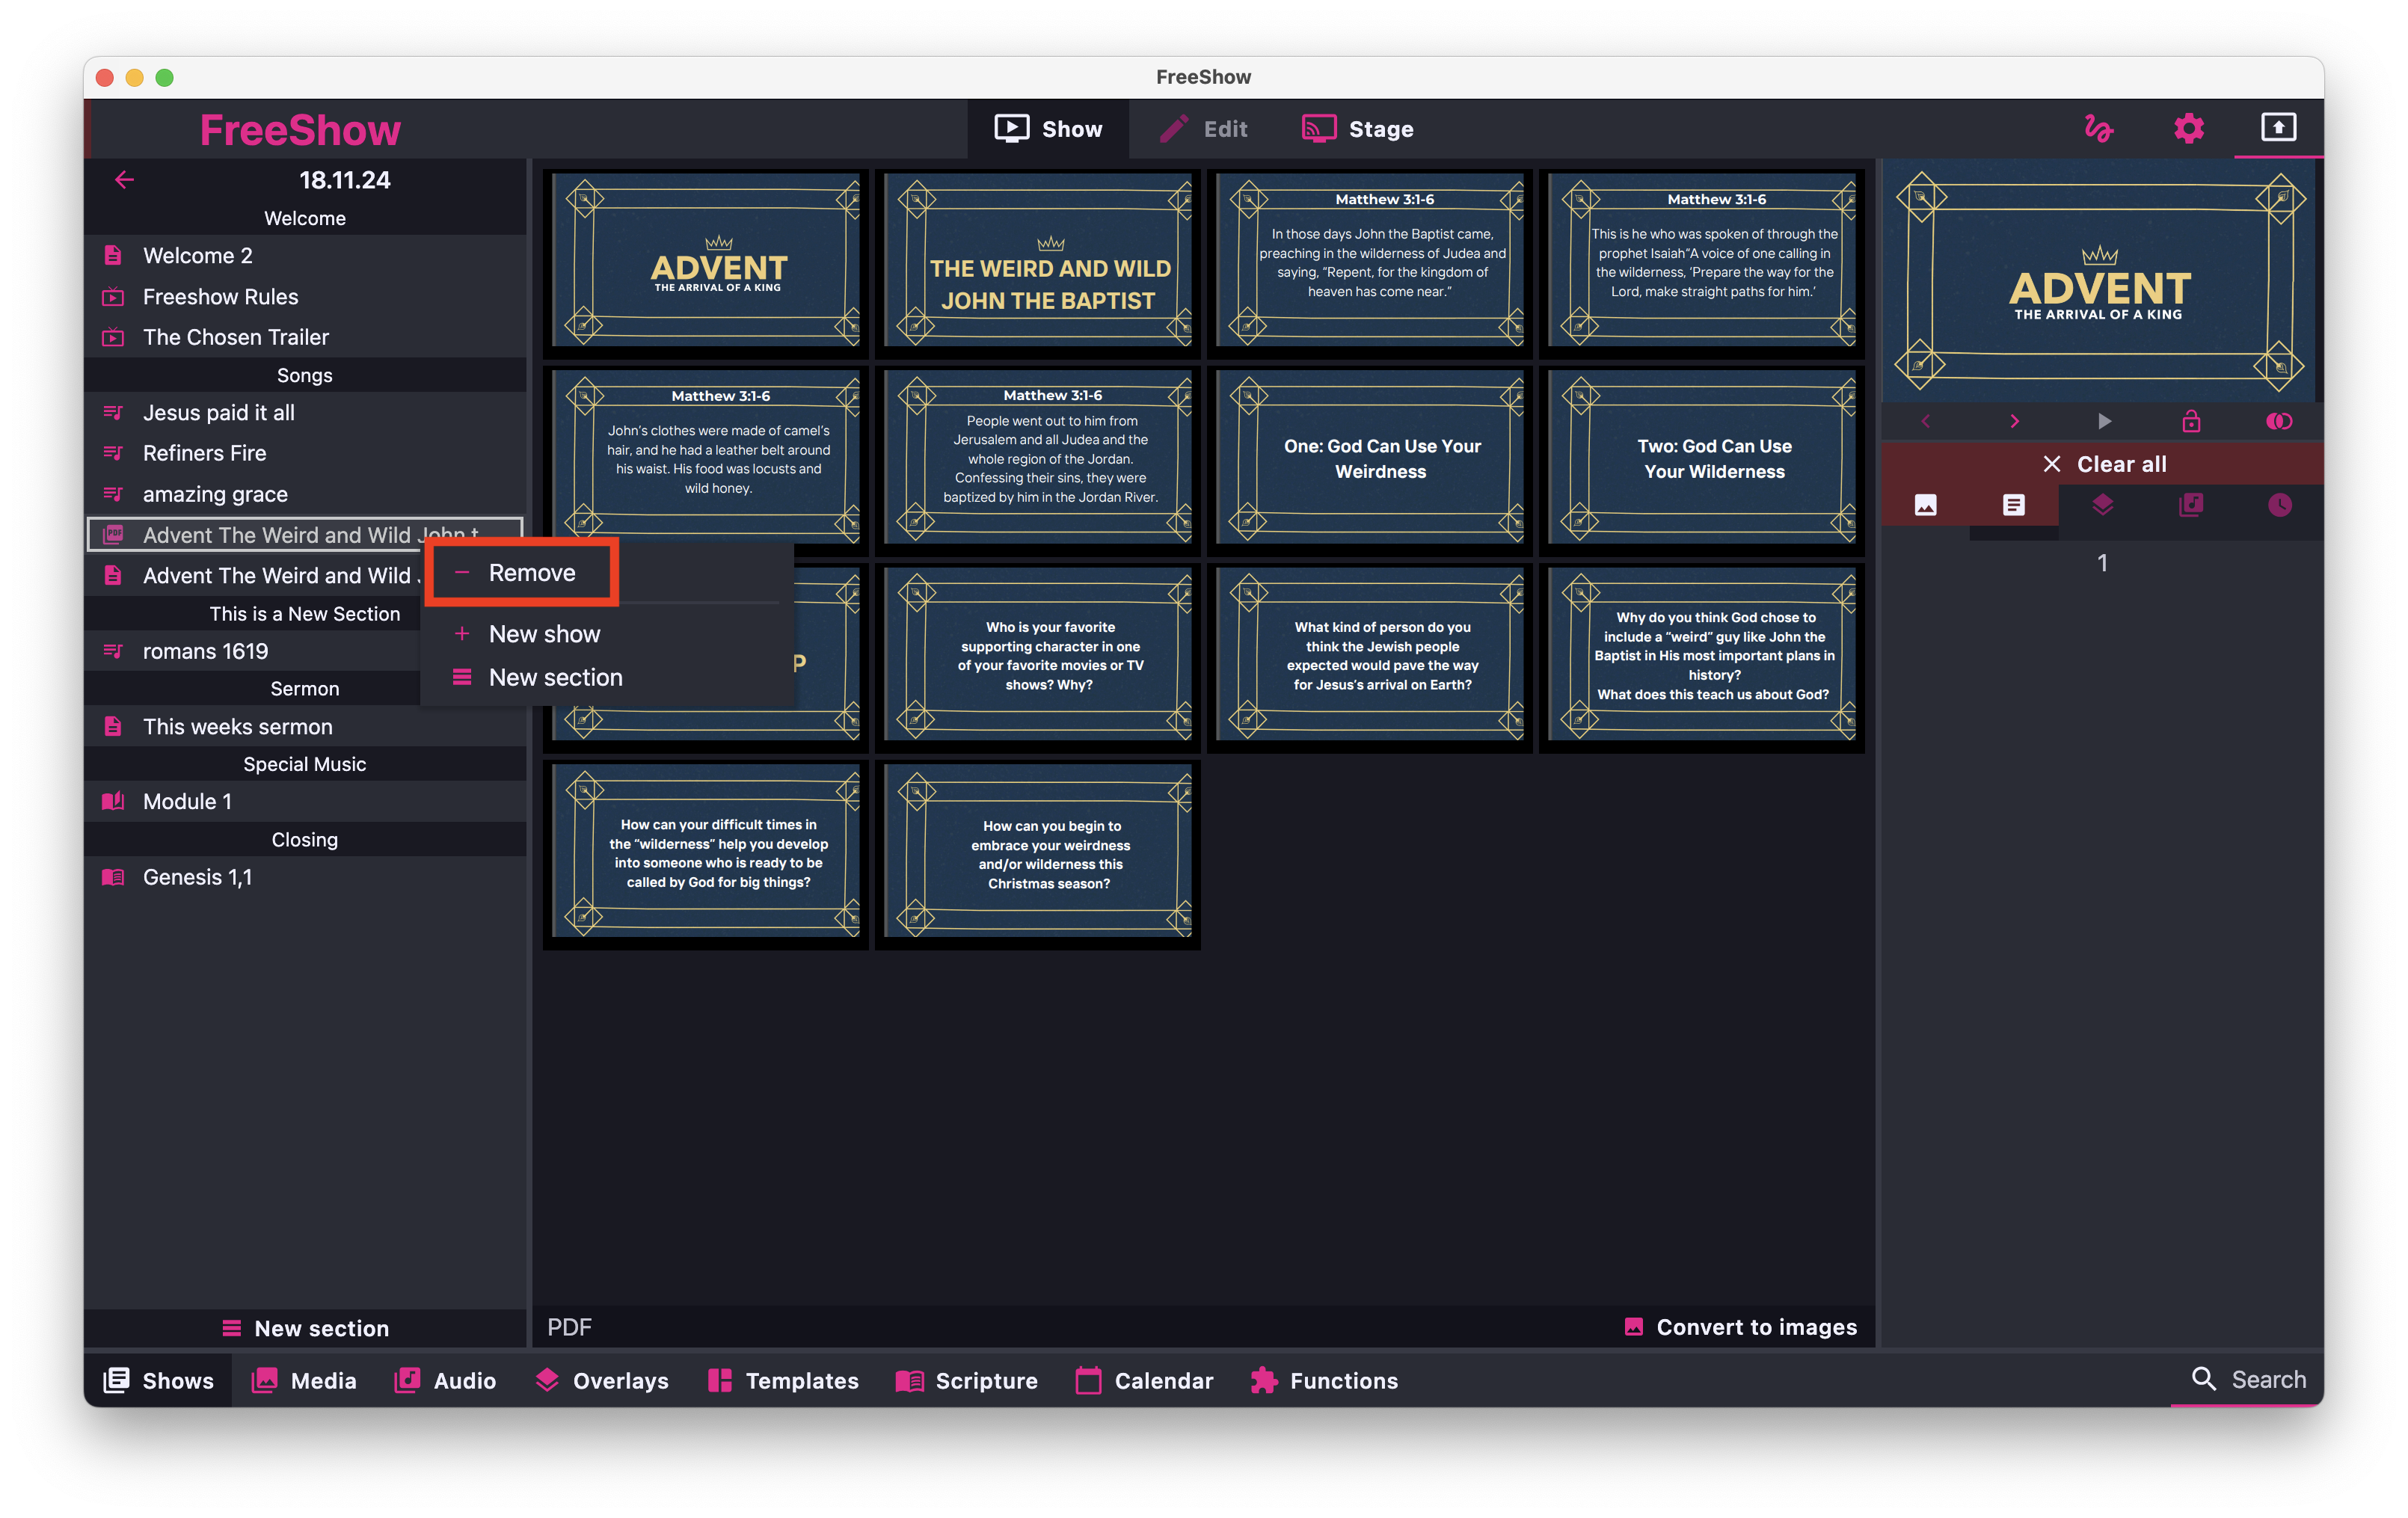 FreeShow
FreeShow
Show
Edit
Stage
18.11.24
Welcome
Welcome 2
Freeshow Rules
The Chosen Trailer
Songs
Jesus paid it all
Refiners Fire
amazing grace
Advent The Weird and Wild John t
Advent The Weird and Wild
This is a New Section
romans 1619
Sermon
This weeks sermon
Special Music
Module 1
Closing
Genesis 1,1
New section
Remove
New show
New section
ADVENT
THE ARRIVAL OF A KING
THE WEIRD AND WILD
JOHN THE BAPTIST
Matthew 3:1-6
In those days John the Baptist came,
preaching in the wilderness of Judea and
saying, “Repent, for the kingdom of
heaven has come near.”
Matthew 3:1-6
This is he who was spoken of through the
prophet Isaiah“A voice of one calling in
the wilderness, ‘Prepare the way for the
Lord, make straight paths for him.’
Matthew 3:1-6
John’s clothes were made of camel’s
hair, and he had a leather belt around
his waist. His food was locusts and
wild honey.
Matthew 3:1-6
People went out to him from
Jerusalem and all Judea and the
whole region of the Jordan.
Confessing their sins, they were
baptized by him in the Jordan River.
One: God Can Use Your
Weirdness
Two: God Can Use
Your Wilderness
P
Who is your favorite
supporting character in one
of your favorite movies or TV
shows? Why?
What kind of person do you
think the Jewish people
expected would pave the way
for Jesus’s arrival on Earth?
Why do you think God chose to
include a “weird” guy like John the
Baptist in His most important plans in
history?
What does this teach us about God?
How can your difficult times in
the “wilderness” help you develop
into someone who is ready to be
called by God for big things?
How can you begin to
embrace your weirdness
and/or wilderness this
Christmas season?
PDF
Convert to images
ADVENT
THE ARRIVAL OF A KING
Clear all
1
Shows
Media
Audio
Overlays
Templates
Scripture
Calendar
Functions
Search